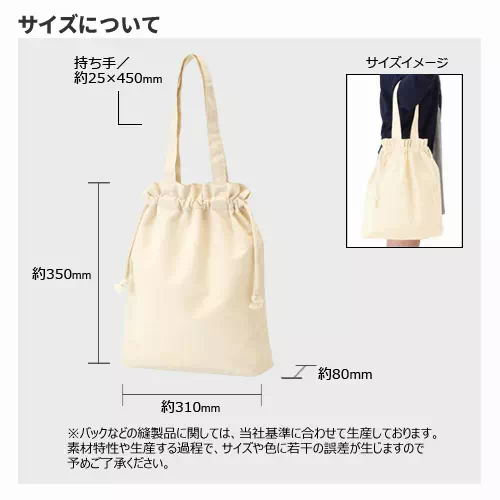 サイズについて
持ち手／
約25×450mm
サイズイメージ
約350mm
約80mm
約310mm
※バックなどの縫製品に関しては、当社基準に合わせて生産しております。
素材特性や生産する過程で、サイズや色に若干の誤差が生じますので
予めご了承ください。